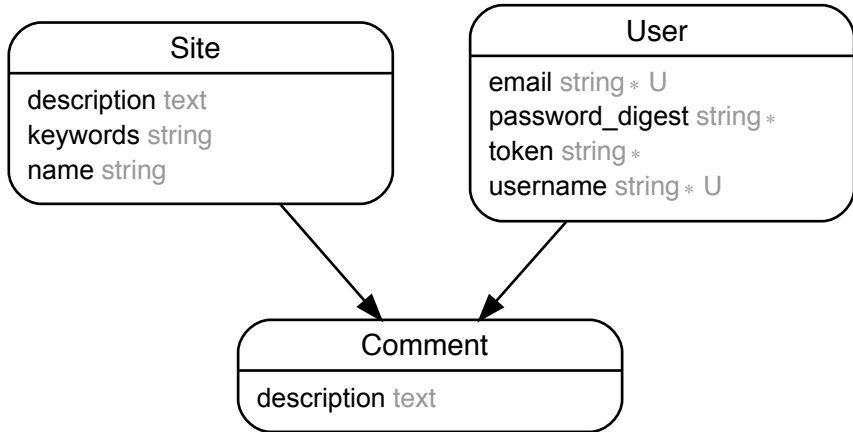 Site
description text
keywords string
name string
User
email string * U
password_digest string *
token string *
username string * U
Comment
description text